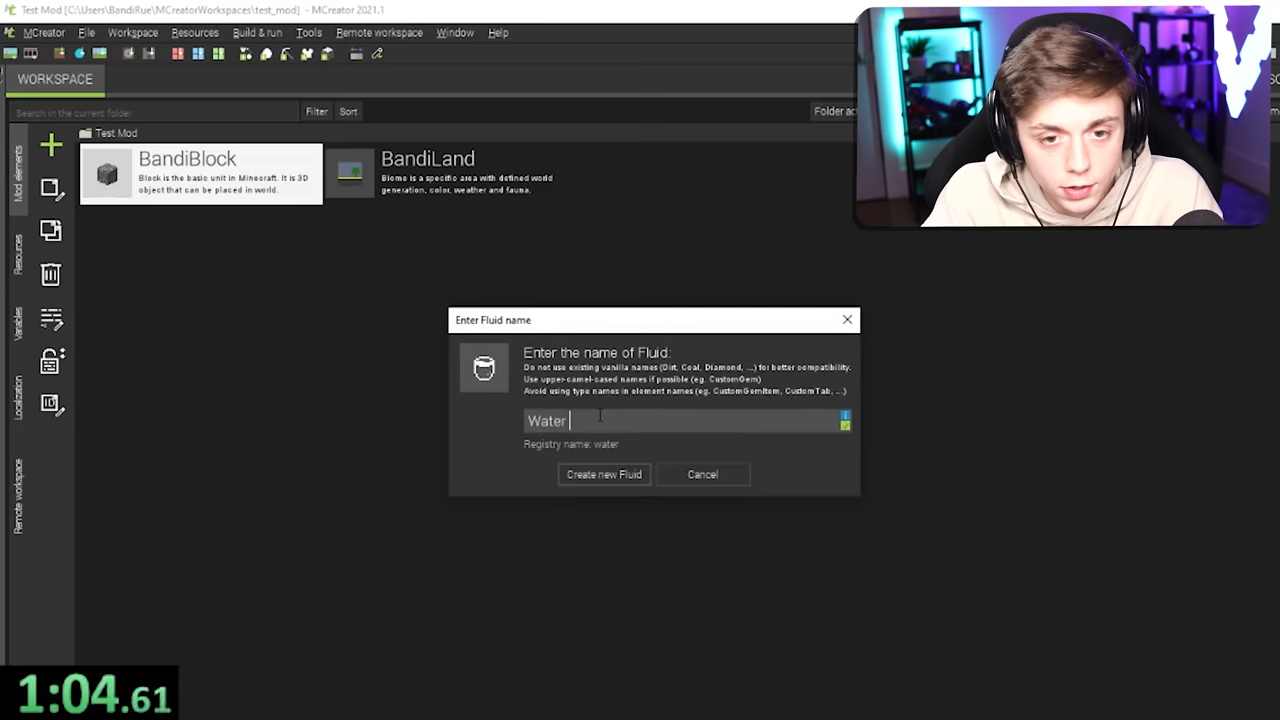 Test Mod [C:\Users\BandiRue\MCreatorWorkspaces\test_mod] - MCreator 2021.1
MCreator File Workspace Resources Build & run Tools Remote workspace Window Help
WORKSPACE
Search in the current folder Filter Sort Folder
Test Mod
Mod elements
Resources
Variables
Localization
Remote workspace
BandiBlock
Block is the basic unit in Minecraft. It is 3D
object that can be placed in world.
BandiLand
Biome is a specific area with defined world
generation, color, weather and fauna.
Enter Fluid name
Enter the name of Fluid:
Do not use existing vanilla names (Dirt, Coal, Diamond, ...) for better compatibility.
Use upper-camel-cased names if possible (eg. CustomGem)
Avoid using type names in element names (eg. CustomGemItem, CustomTab, ...)
Water
Registry name: water
Create new Fluid Cancel
1:04.61